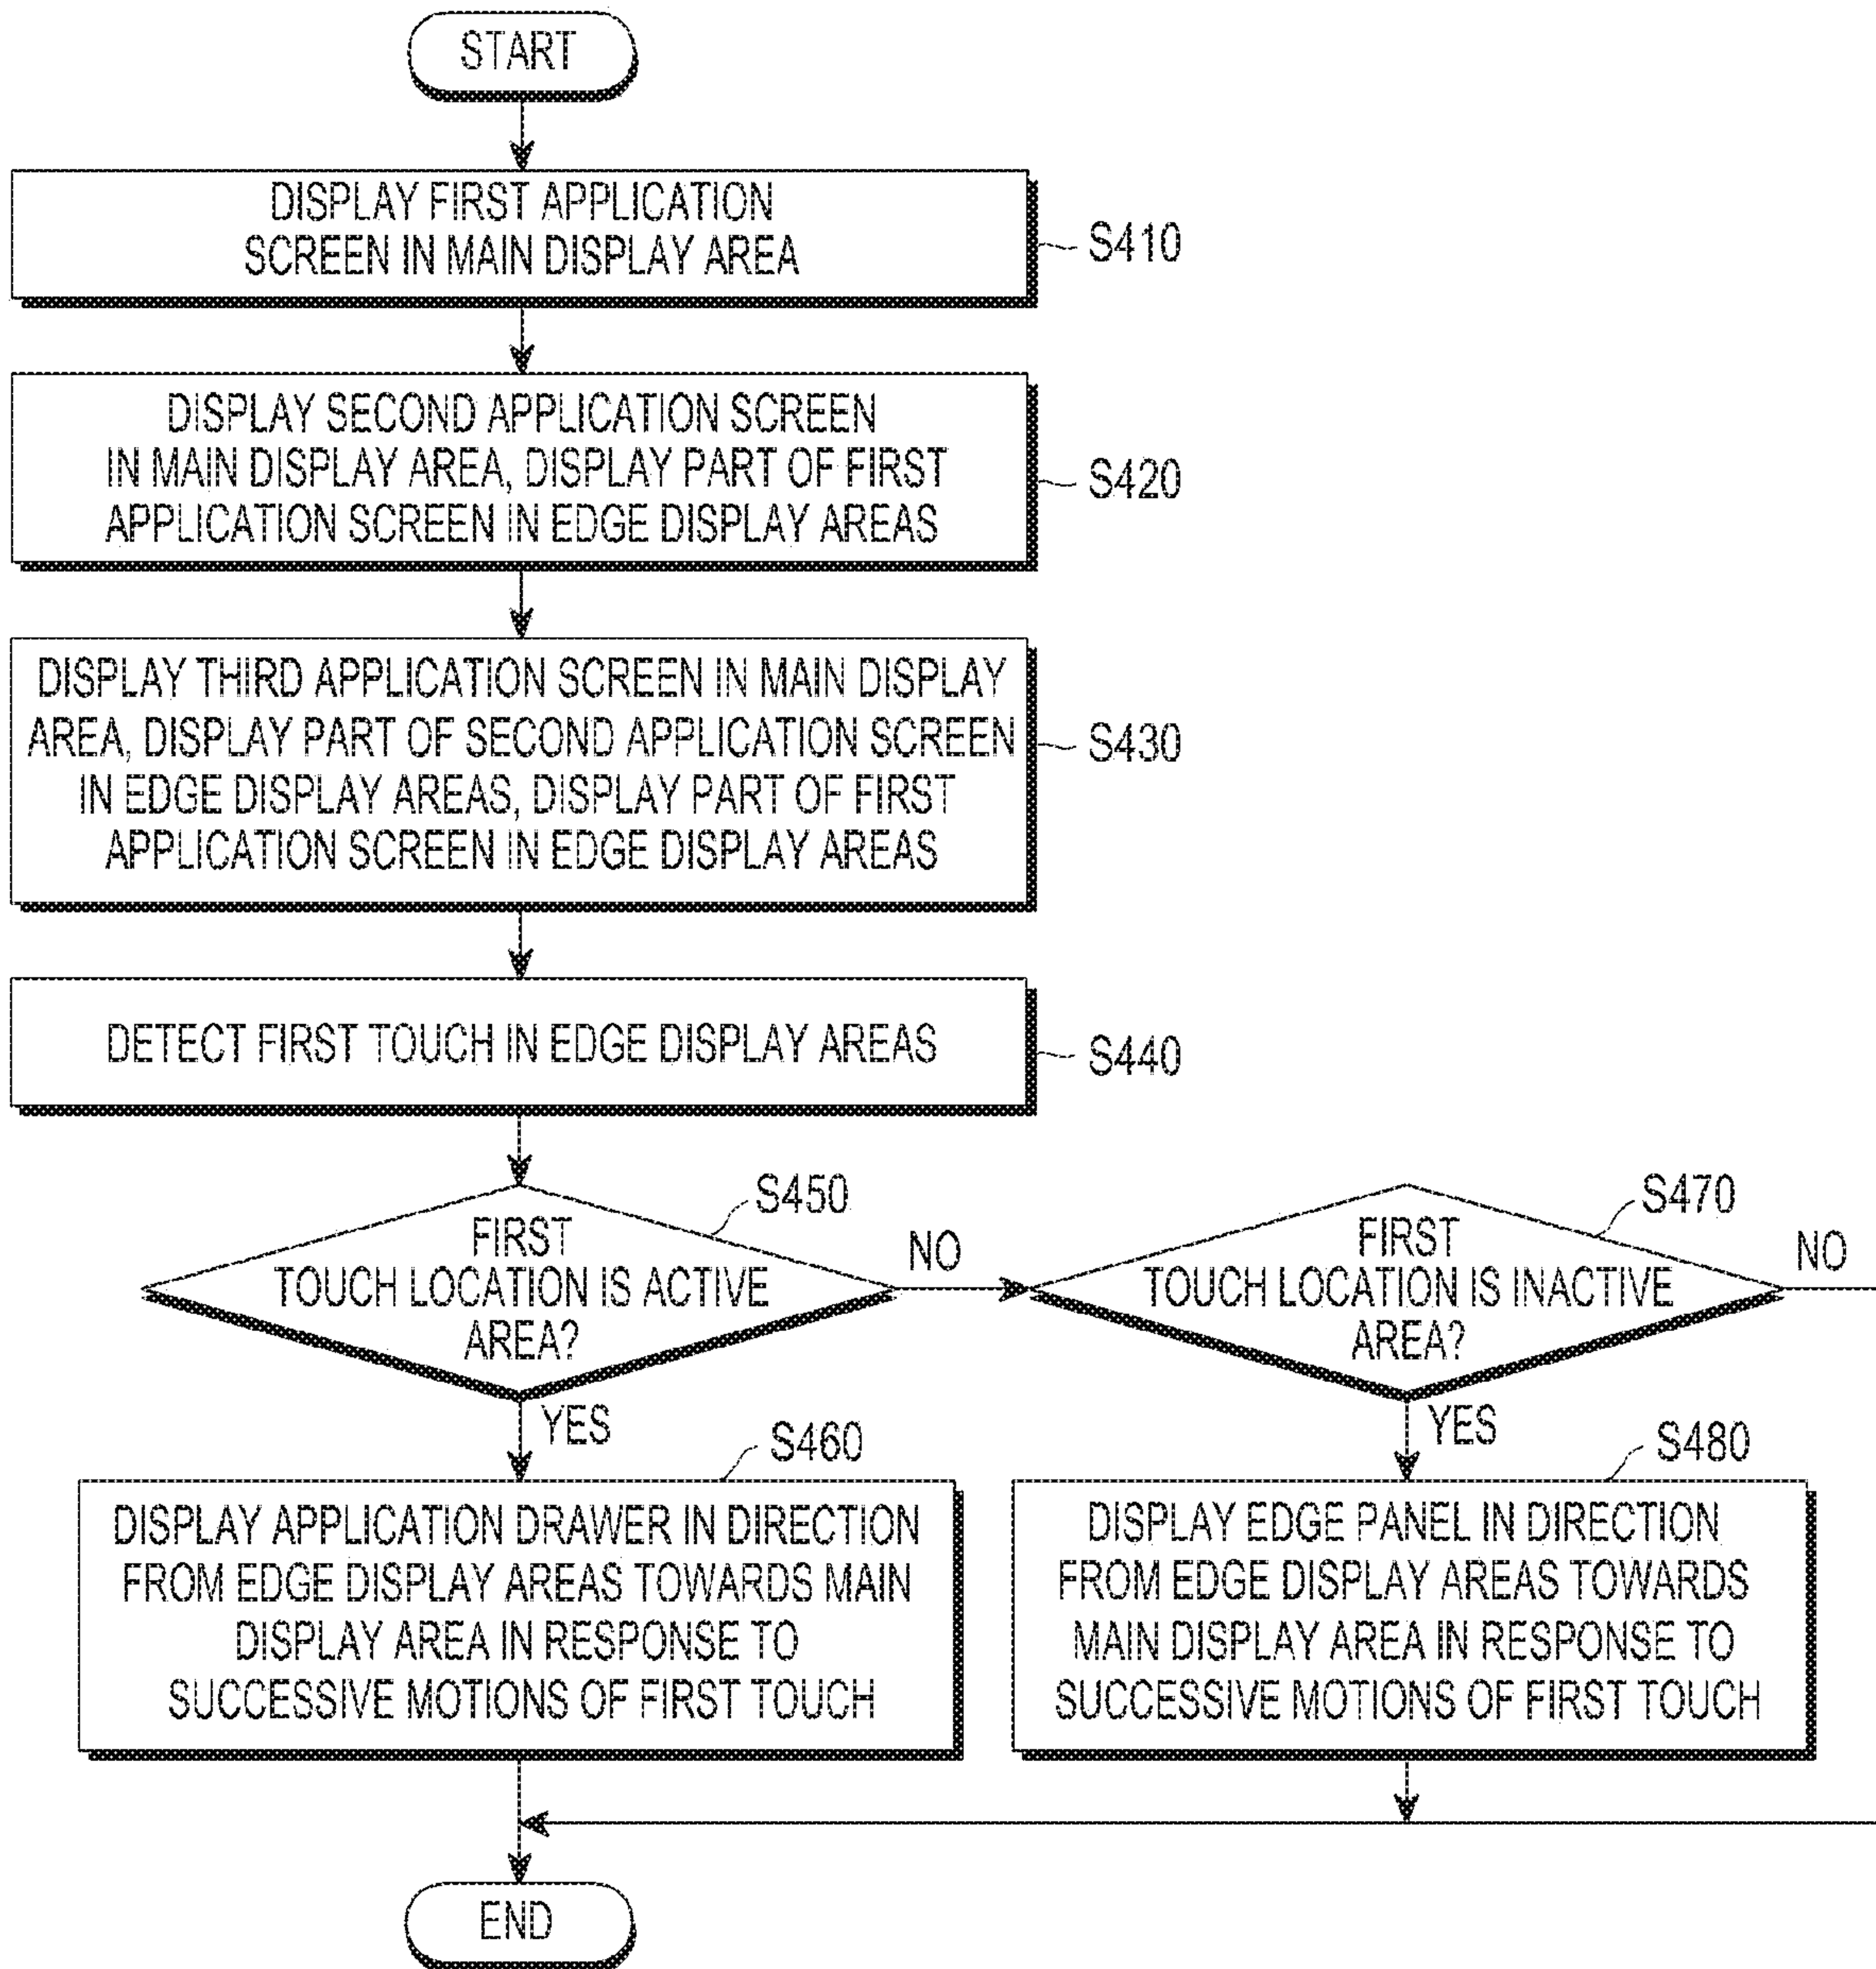 START
DISPLAY FIRST APPLICATION
SCREEN IN MAIN DISPLAY AREA
S410
DISPLAY SECOND APPLICATION SCREEN
IN MAIN DISPLAY AREA, DISPLAY PART OF FIRST
APPLICATION SCREEN IN EDGE DISPLAY AREAS
S420
DISPLAY THIRD APPLICATION SCREEN IN MAIN DISPLAY
AREA, DISPLAY PART OF SECOND APPLICATION SCREEN
IN EDGE DISPLAY AREAS, DISPLAY PART OF FIRST
APPLICATION SCREEN IN EDGE DISPLAY AREAS
S430
DETECT FIRST TOUCH IN EDGE DISPLAY AREAS
S440
S450
FIRST
TOUCH LOCATION IS ACTIVE
AREA?
NO
YES
S470
FIRST
TOUCH LOCATION IS INACTIVE
AREA?
NO
YES
S460
DISPLAY APPLICATION DRAWER IN DIRECTION
FROM EDGE DISPLAY AREAS TOWARDS MAIN
DISPLAY AREA IN RESPONSE TO
SUCCESSIVE MOTIONS OF FIRST TOUCH
S480
DISPLAY EDGE PANEL IN DIRECTION
FROM EDGE DISPLAY AREAS TOWARDS
MAIN DISPLAY AREA IN RESPONSE TO
SUCCESSIVE MOTIONS OF FIRST TOUCH
END